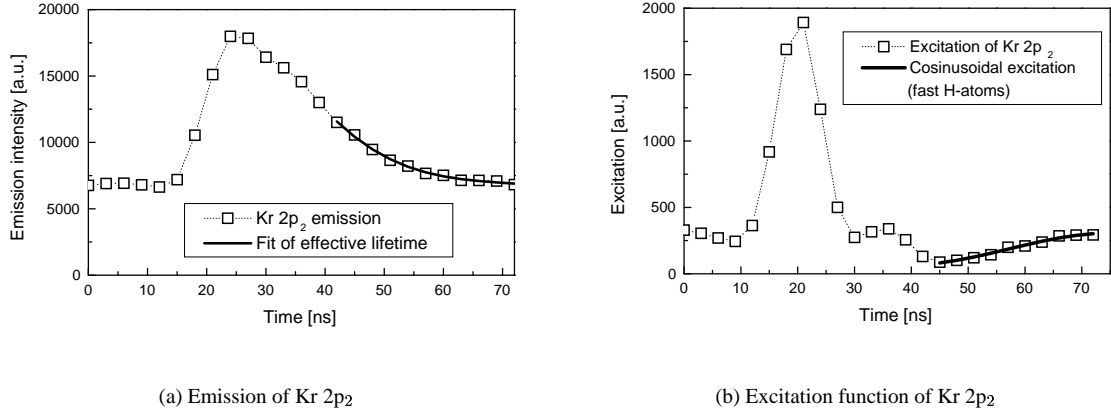 20000
15000
10000
5000
0
Emission intensity [a.u.]
0 10 20 30 40 50 60 70
Time [ns]
Kr 2p2 emission
Fit of effective lifetime
(a) Emission of Kr 2p2
2000
1500
1000
500
0
Excitation [a.u.]
0 10 20 30 40 50 60 70
Time [ns]
Excitation of Kr 2p 2
Cosinusoidal excitation
(fast H-atoms)
(b) Excitation function of Kr 2p2